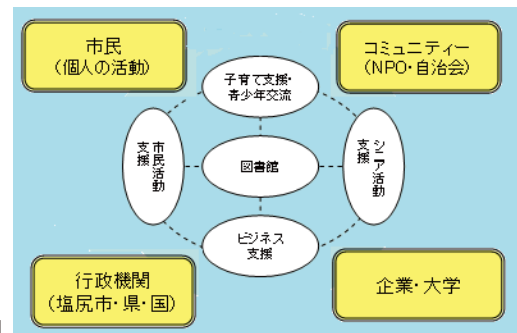 市民
(個人の活動)
コミュニティー
(NPO・自治会)
子育て支援・
青少年交流
市民活動
支援
図書館
シニア活動
支援
ビジネス
支援
行政機関
(塩尻市・県・国)
企業・大学